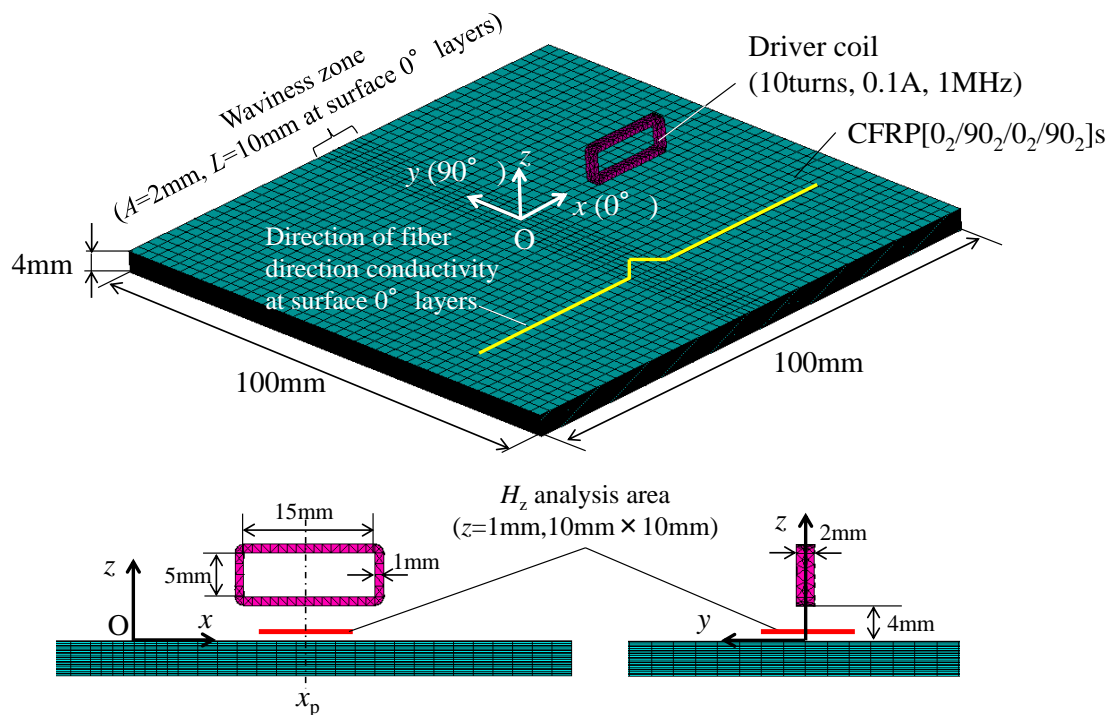 Waviness zone
(A=2mm, L=10mm at surface 0° layers)
Driver coil
(10turns, 0.1A, 1MHz)
CFRP[0₂/90₂/0₂/90₂]s
z
y (90° )
x (0° )
O
Direction of fiber
direction conductivity
at surface 0° layers
4mm
100mm
100mm
Hz analysis area
(z=1mm,10mm×10mm)
15mm
5mm
1mm
z
O
x
xp
z
2mm
y
4mm